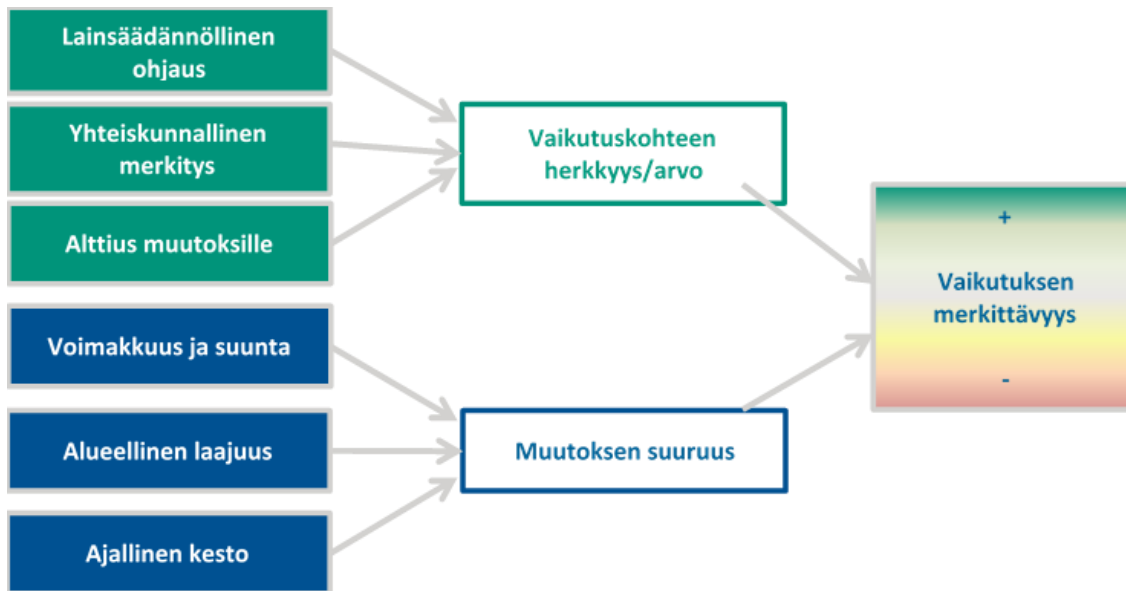 Lainsäädännöllinen
ohjaus
Yhteiskunnallinen
merkitys
Alttius muutoksille
Voimakkuus ja suunta
Alueellinen laajuus
Ajallinen kesto
Vaikutuskohteen
herkkyys/arvo
Muutoksen suuruus
+
Vaikutuksen
merkittävyys
-